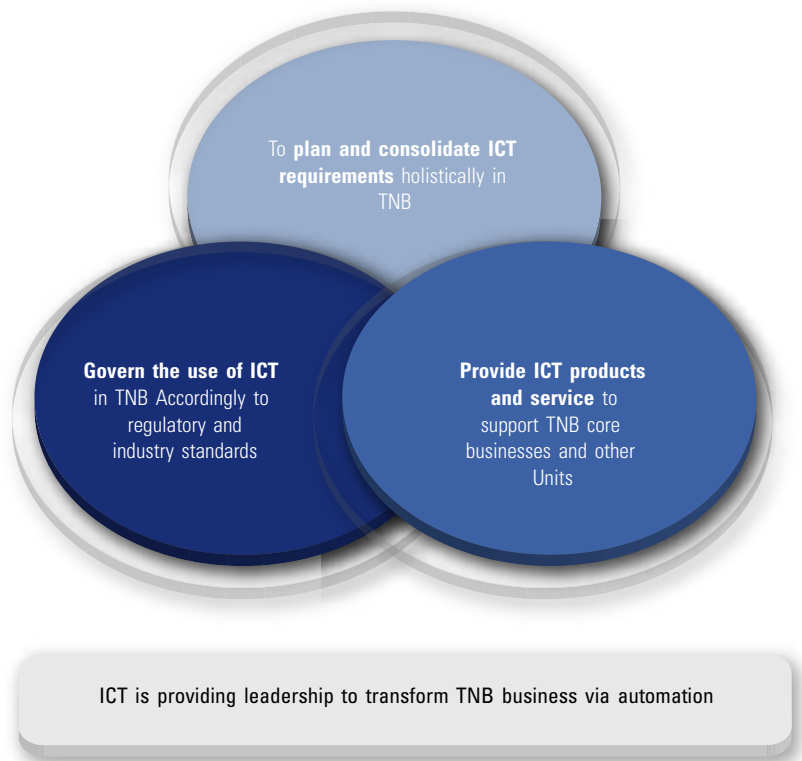 To plan and consolidate ICT
requirements holistically in
TNB
Govern the use of ICT
in TNB Accordingly to
regulatory and
industry standards
Provide ICT products
and service to
support TNB core
businesses and other
Units
ICT is providing leadership to transform TNB business via automation